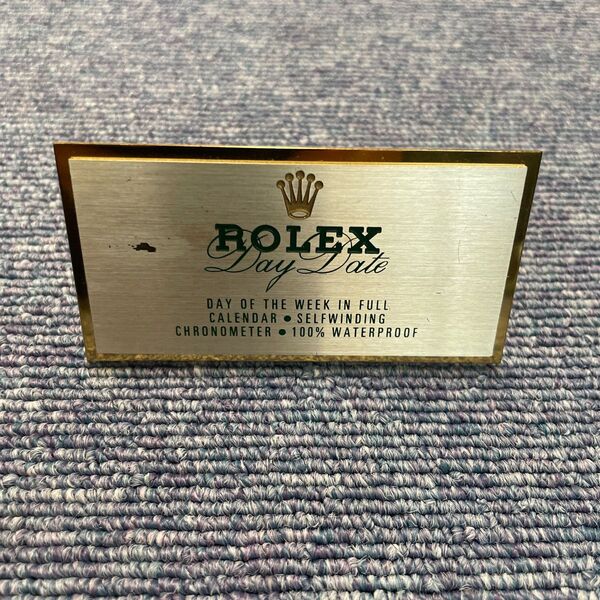 ROLEX
Day Date
DAY OF THE WEEK IN FULL
CALENDAR • SELFWINDING
CHRONOMETER • 100% WATERPROOF